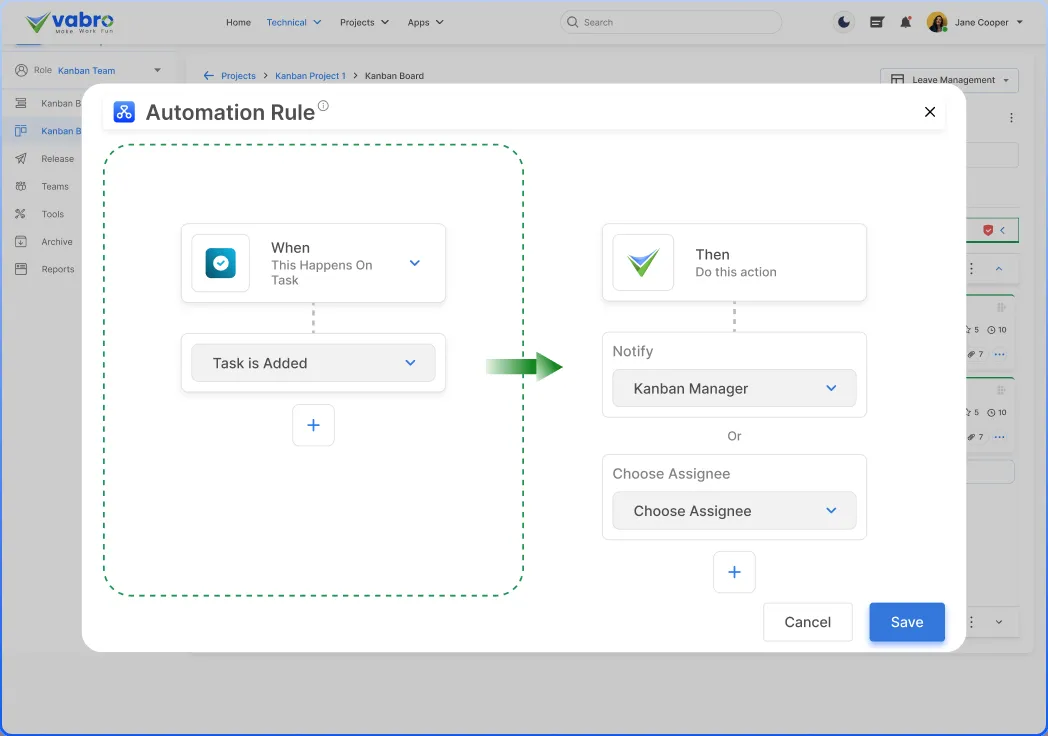 vabro
Make Work Fun
Home
Technical
Projects
Apps
Search
Jane Cooper
Role
Kanban Team
Projects
Kanban Project 1
Kanban Board
Leave Management
Kanban B
Kanban B
Release
Teams
Tools
Archive
Reports
Automation Rule
When
This Happens On
Task
Task is Added
+
Then
Do this action
Notify
Kanban Manager
Or
Choose Assignee
Choose Assignee
+
Cancel
Save
5
10
7
5
10
7